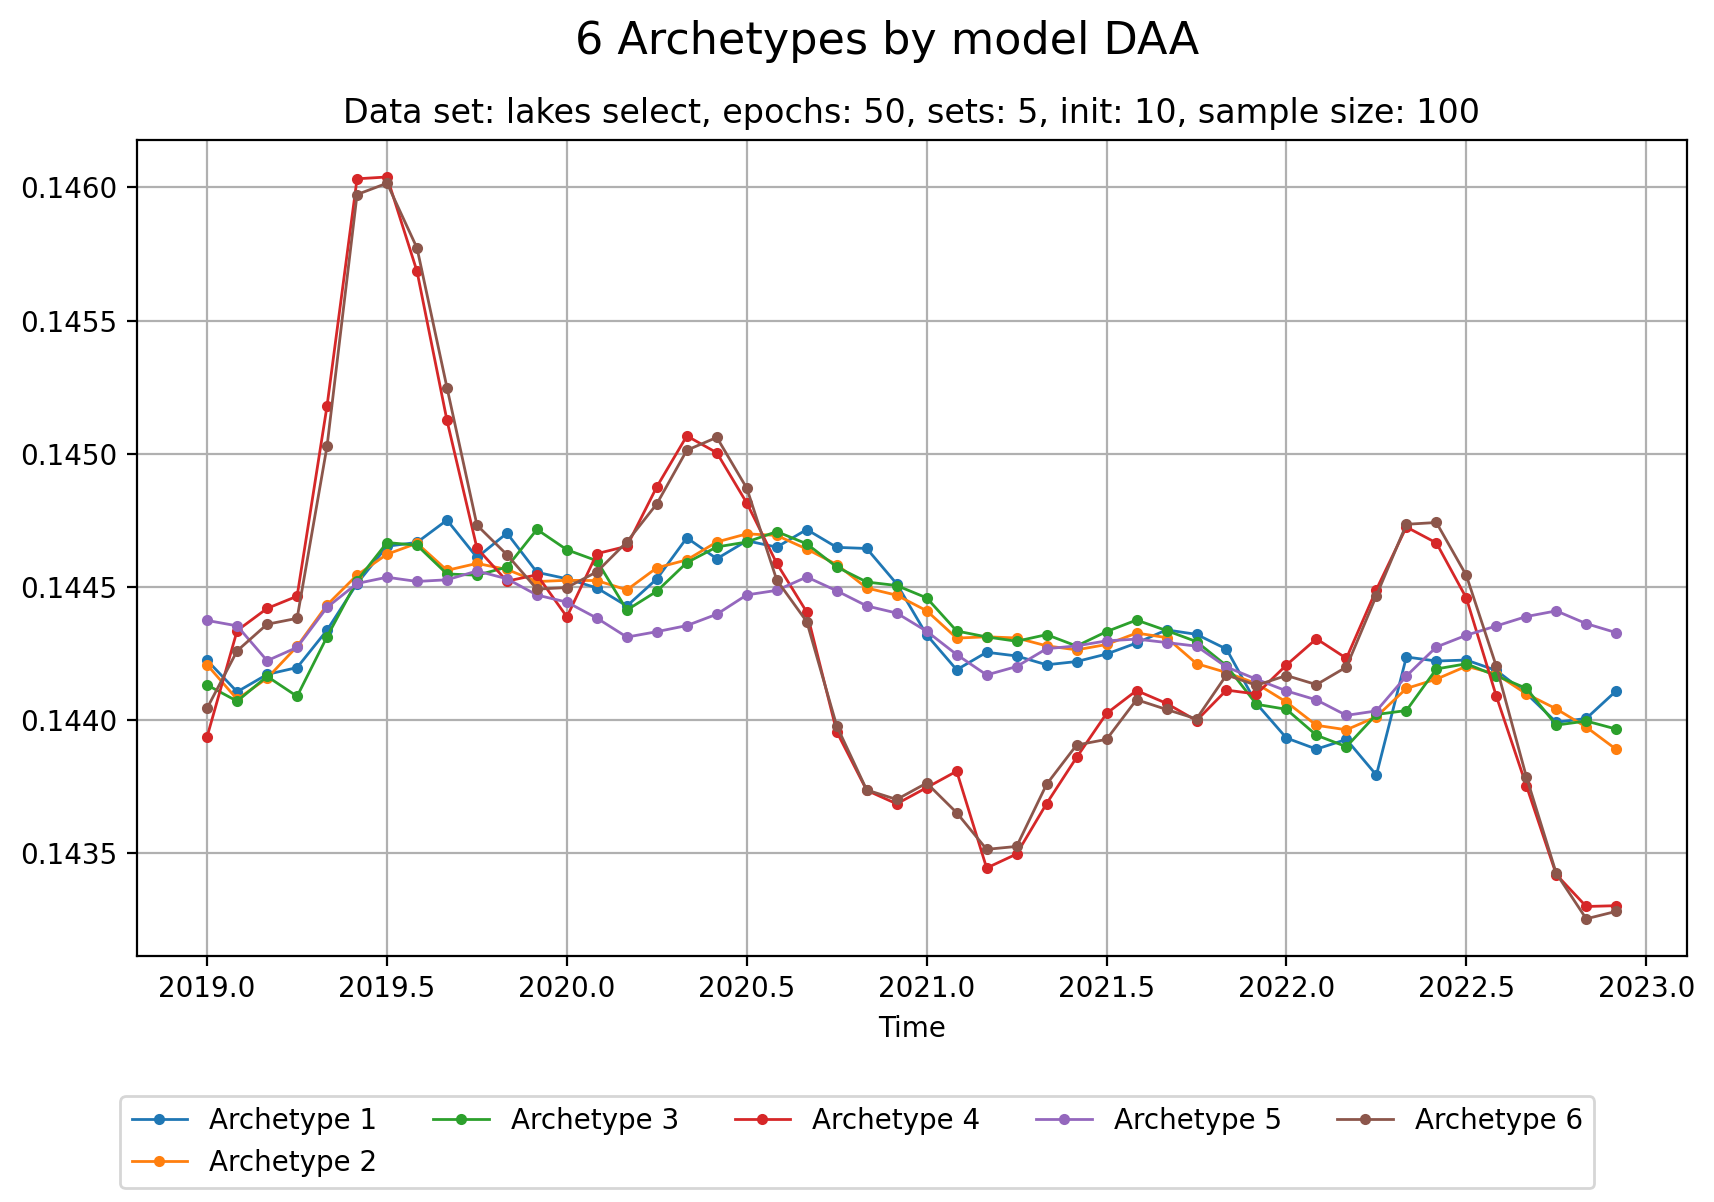 6 Archetypes by model DAA
Data set: lakes select, epochs: 50, sets: 5, init: 10, sample size: 100
0.1460
0.1455
0.1450
0.1445
0.1440
0.1435
2019.0 2019.5 2020.0 2020.5 2021.0 2021.5 2022.0 2022.5 2023.0
Time
Archetype 1 Archetype 3 Archetype 4 Archetype 5 Archetype 6
Archetype 2